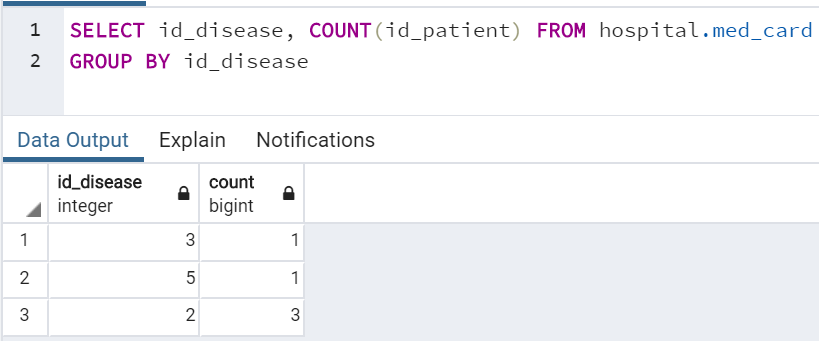 1 SELECT id_disease, COUNT(id_patient) FROM hospital.med_card
2 GROUP BY id_disease
Data Output Explain Notifications
id_disease count
integer bigint
1 3 1
2 5 1
3 2 3